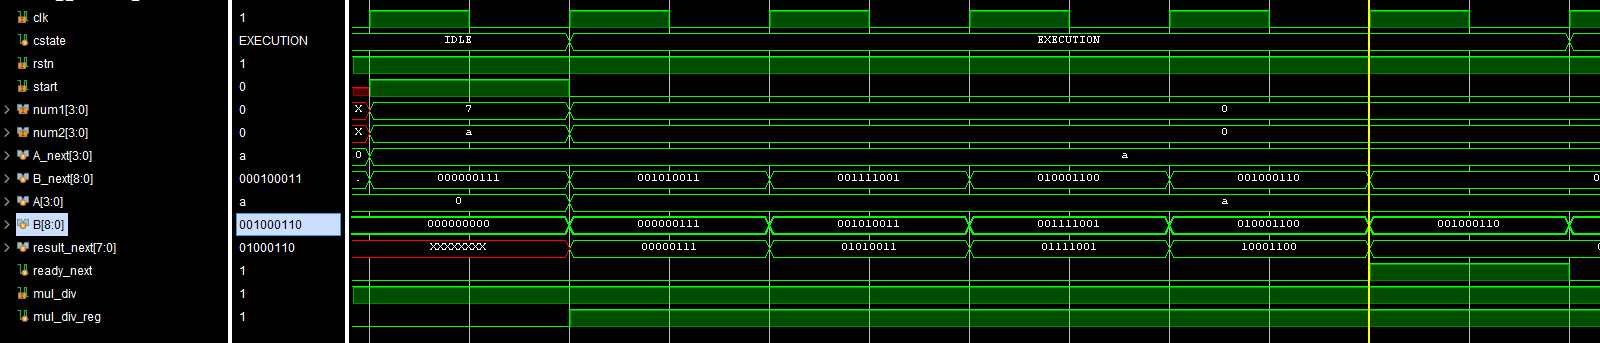 clk 1
cstate EXECUTION IDLE EXECUTION
rstn 1
start 0
num1[3:0] 0 X 7 0
num2[3:0] 0 X a 0
A_next[3:0] a 0 a
B_next[8:0] 000100011 . 000000111 001010011 001111001 010001100 001000110 0
A[3:0] a 0 a
B[8:0] 001000110 000000000 000000111 001010011 001111001 010001100 001000110
result_next[7:0] 01000110 XXXXXXXX 00000111 01010011 01111001 10001100 0
ready_next 1
mul_div 1
mul_div_reg 1